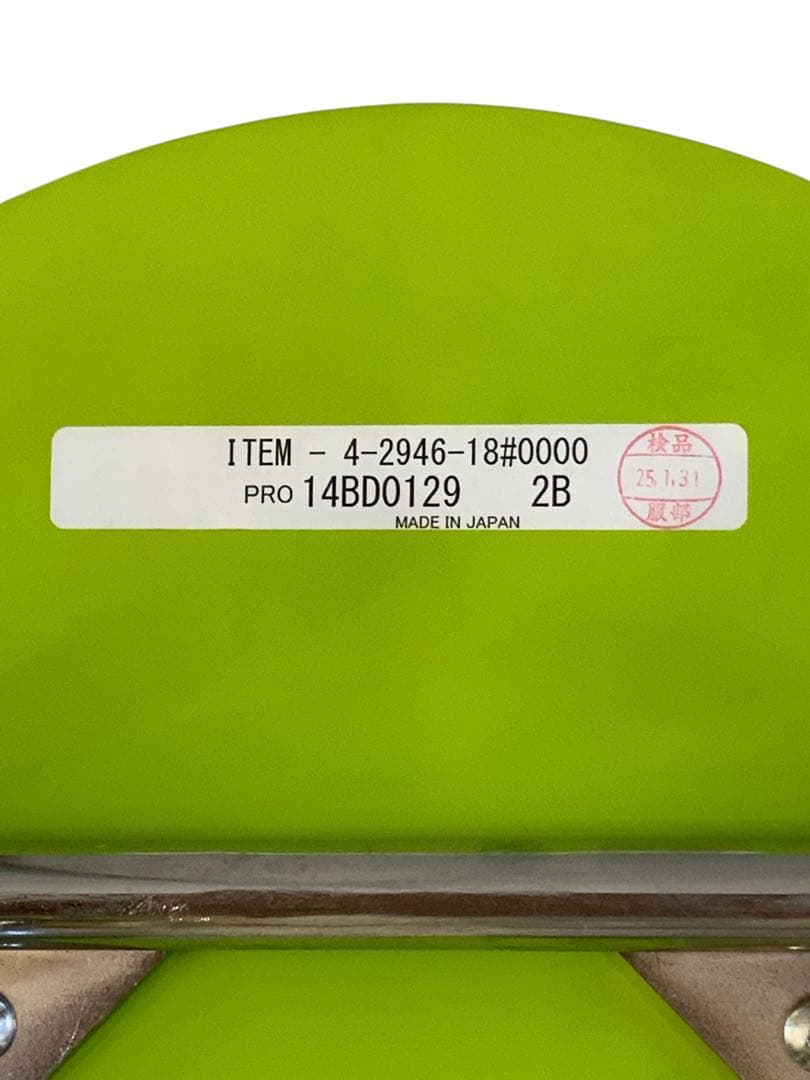 ITEM - 4-2946-18#0000
PRO 14BD0129 2B
MADE IN JAPAN
検品
25.1.31
服部